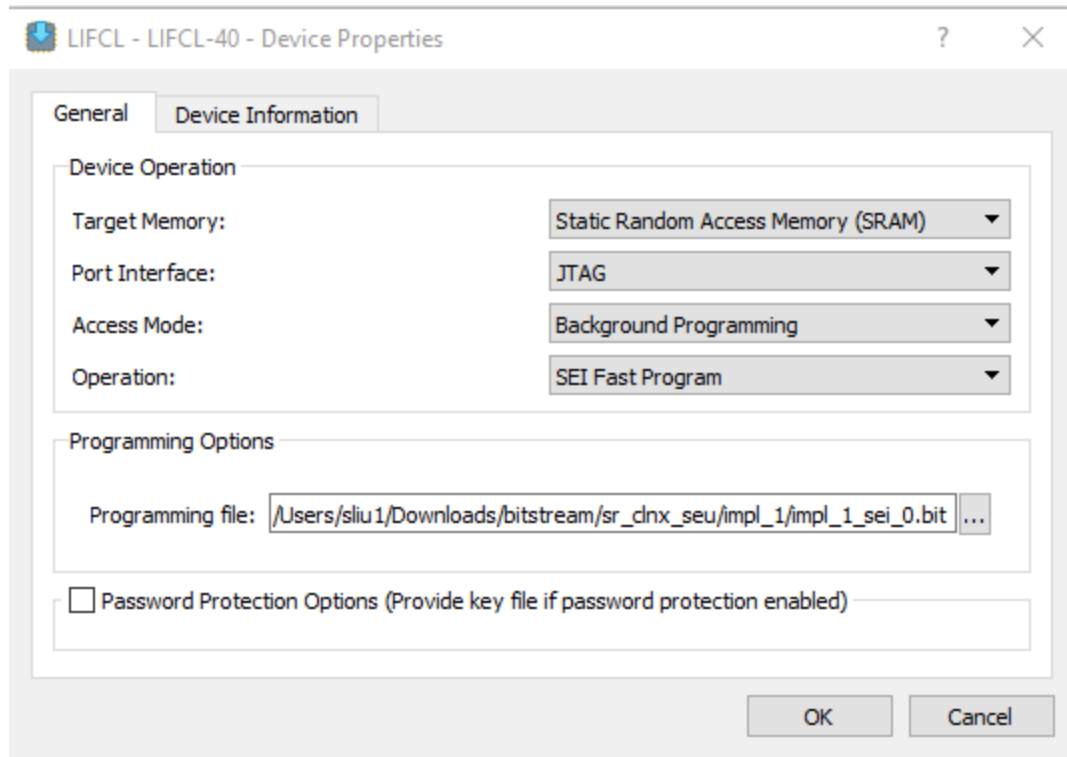 LIFCL - LIFCL-40 - Device Properties ?
General Device Information
Device Operation
Target Memory: Static Random Access Memory (SRAM)
Port Interface: JTAG
Access Mode: Background Programming
Operation: SEI Fast Program
Programming Options
Programming file: /Users/sliu1/Downloads/bitstream/sr_clnx_seu/impl_1/impl_1_sei_0.bit ...
Password Protection Options (Provide key file if password protection enabled)
OK Cancel